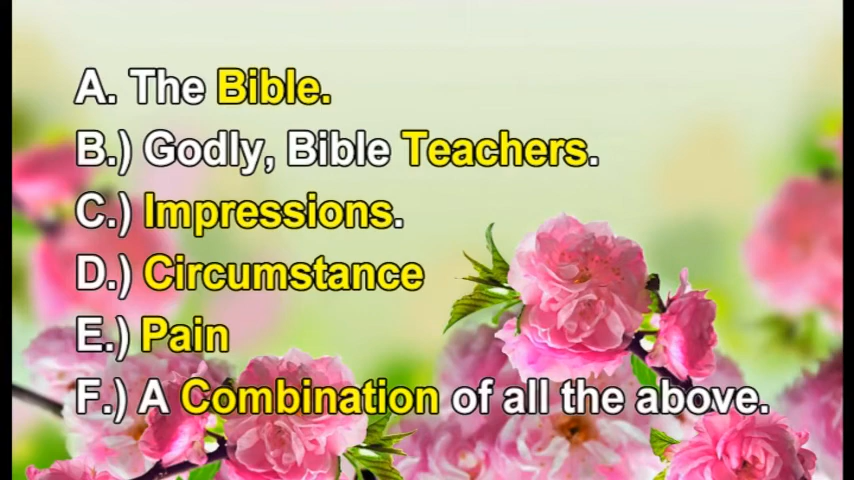 A. The Bible.
B.) Godly, Bible Teachers.
C.) Impressions.
D.) Circumstance
E.) Pain
F.) A Combination of all the above.